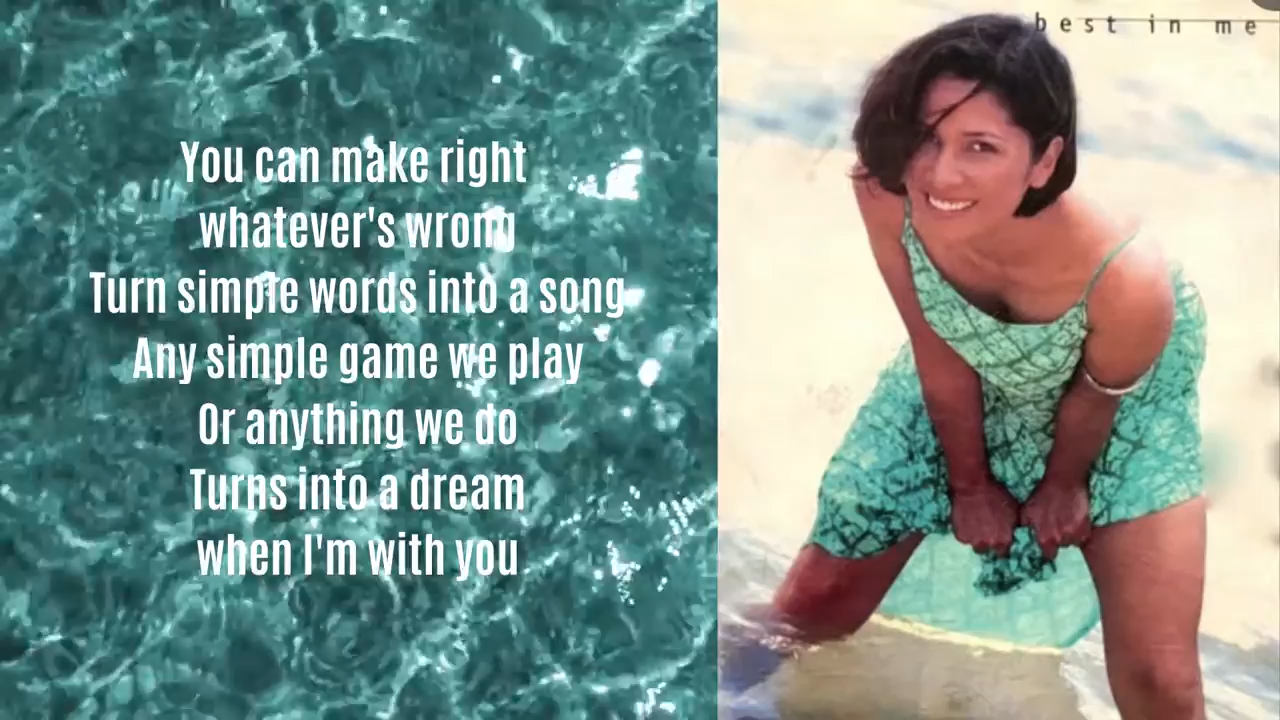 You can make right
whatever's wrong
Turn simple words into a song
Any simple game we play
Or anything we do
Turns into a dream
when I'm with you
best in me